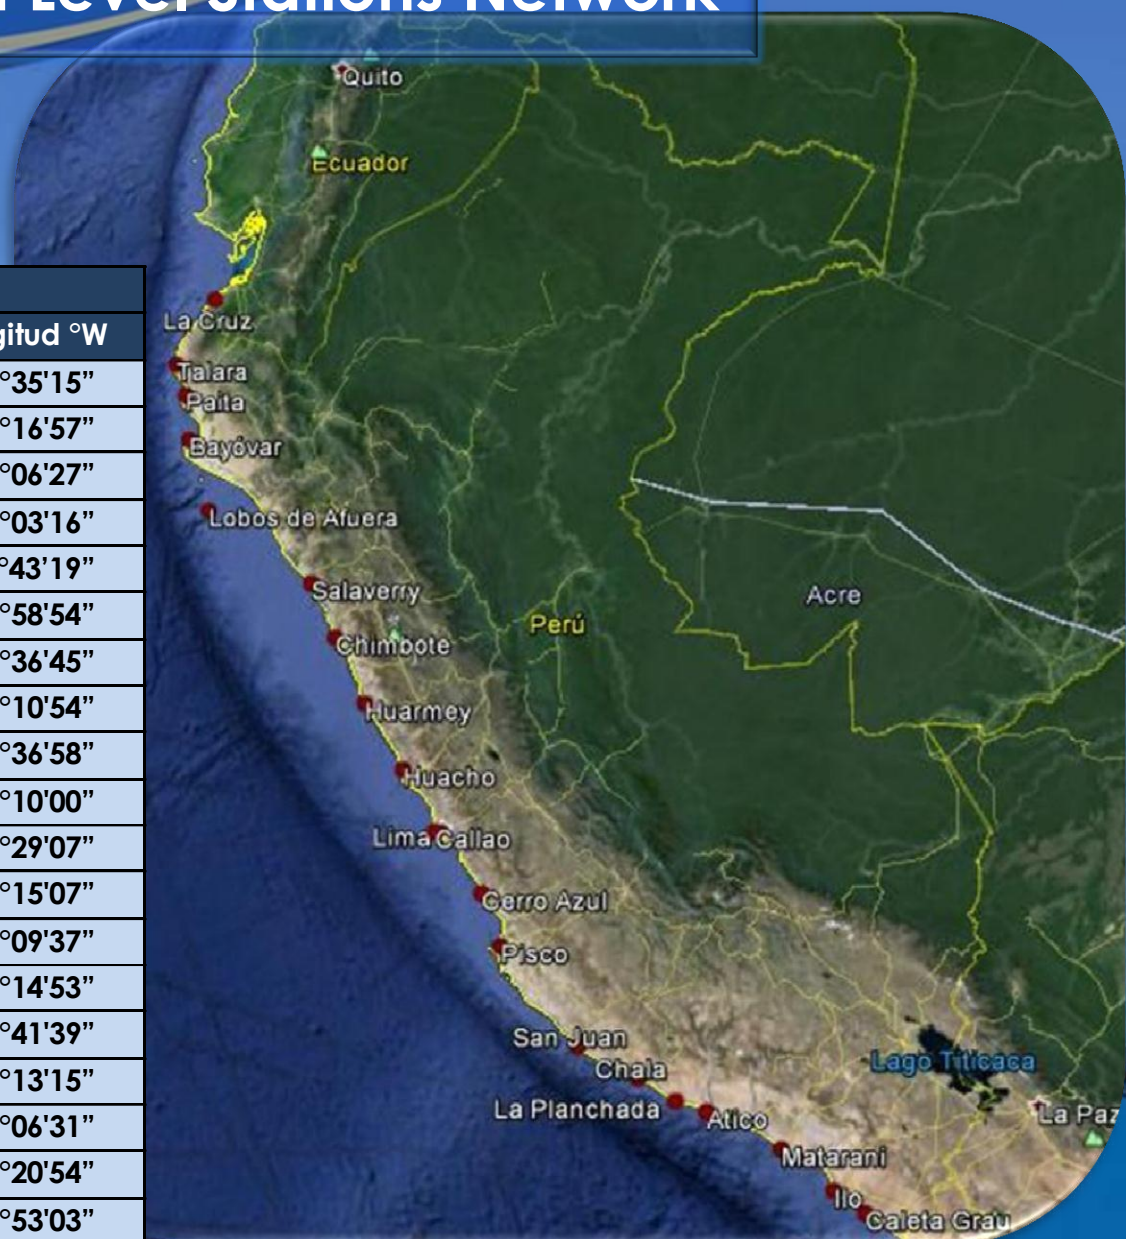 Level Stations Network
gitud °W
°35'15”
°16'57”
°06'27”
°03'16”
°43’19”
°58'54”
°36'45”
°10'54”
°36'58”
°10'00”
°29'07”
°15'07”
°09'37”
°14'53”
°41'39”
°13'15”
°06'31”
°20'54”
°53'03”
Quito
Ecuador
La Cruz
Talara
Paita
Bayóvar
Lobos de Afuera
Salaverry
Acre
Perú
Chimbote
Huarmey
Huacho
Lima Callao
Cerro Azul
Pisco
San Juan
Chala
Lago Titicaca
La Planchada
Atico
La Paz
Matarani
Ilo
Caleta Grau